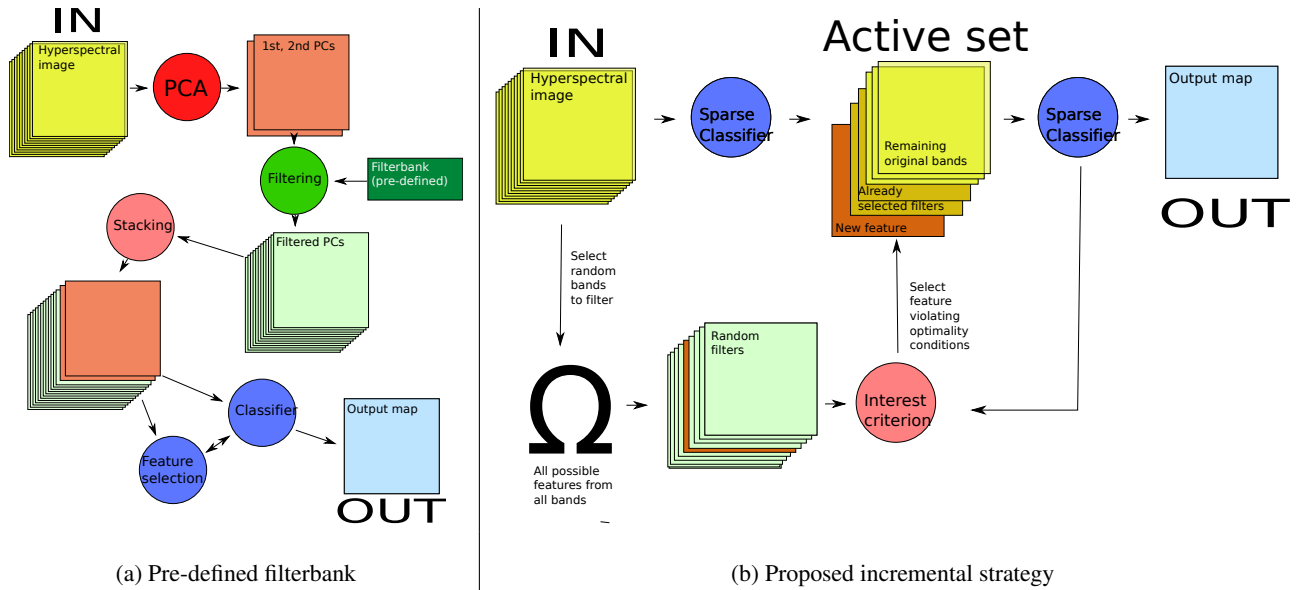 IN
Hyperspectral
image
PCA
1st, 2nd PCs
Filtering
Filterbank
(pre-defined)
Stacking
Filtered PCs
Classifier
Feature
selection
Output map
OUT
(a) Pre-defined filterbank
IN
Hyperspectral
image
Sparse
Classifier
Active set
Remaining
original bands
Already
selected filters
New feature
Sparse
Classifier
Output map
OUT
Select
random
bands
to filter
Select
feature
violating
optimality
conditions
Ω
All possible
features from
all bands
Random
filters
Interest
criterion
(b) Proposed incremental strategy